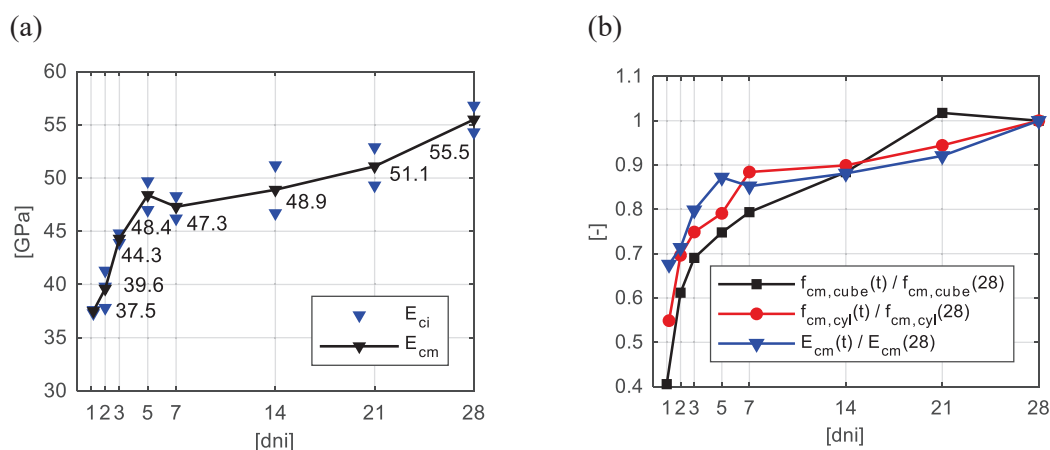 (a)
(b)
60
55
50
45
40
35
30
[GPa]
55.5
51.1
48.9
47.3
48.4
44.3
39.6
37.5
E_ci
E_cm
1 2 3 5 7 14 21 28
[dni]
1.1
1
0.9
0.8
0.7
0.6
0.5
0.4
[-]
f_cm,cube(t) / f_cm,cube(28)
f_cm,cyl(t) / f_cm,cyl(28)
E_cm(t) / E_cm(28)
1 2 3 5 7 14 21 28
[dni]